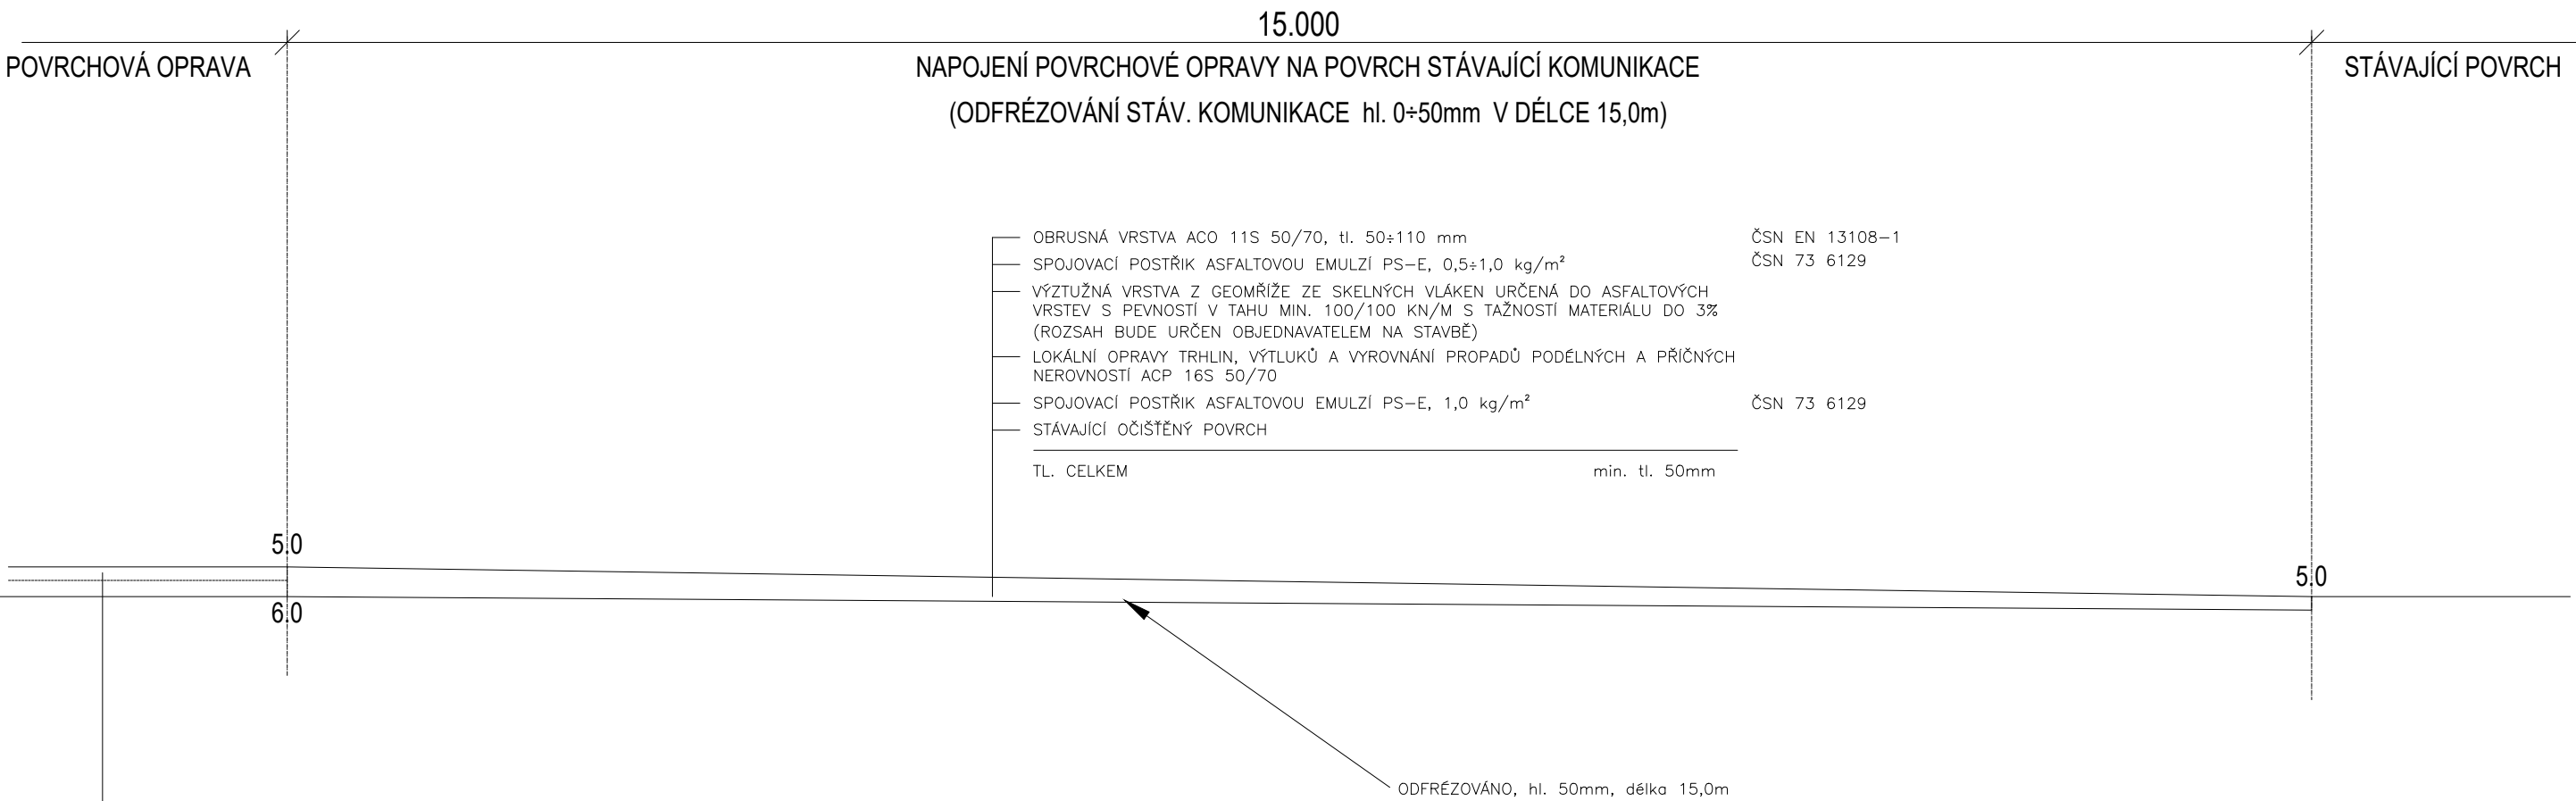 15.000
POVRCHOVÁ OPRAVA
NAPOJENÍ POVRCHOVÉ OPRAVY NA POVRCH STÁVAJÍCÍ KOMUNIKACE
STÁVAJÍCÍ POVRCH
(ODFRÉZOVÁNÍ STÁV. KOMUNIKACE hl. 0÷50mm V DÉLCE 15,0m)
OBRUSNÁ VRSTVA ACO 11S 50/70, tl. 50÷110 mm ČSN EN 13108-1
SPOJOVACÍ POSTŘIK ASFALTOVOU EMULZÍ PS-E, 0,5÷1,0 kg/m² ČSN 73 6129
VÝZTUŽNÁ VRSTVA Z GEOMŘÍŽE ZE SKELNÝCH VLÁKEN URČENÁ DO ASFALTOVÝCH
VRSTEV S PEVNOSTÍ V TAHU MIN. 100/100 KN/M S TAŽNOSTÍ MATERIÁLU DO 3%
(ROZSAH BUDE URČEN OBJEDNAVATELEM NA STAVBĚ)
LOKÁLNÍ OPRAVY TRHLIN, VÝTLUKŮ A VYROVNÁNÍ PROPADŮ PODÉLNÝCH A PŘÍČNÝCH
NEROVNOSTÍ ACP 16S 50/70
SPOJOVACÍ POSTŘIK ASFALTOVOU EMULZÍ PS-E, 1,0 kg/m² ČSN 73 6129
STÁVAJÍCÍ OČIŠTĚNÝ POVRCH
TL. CELKEM min. tl. 50mm
5.0
5.0
6.0
ODFRÉZOVÁNO, hl. 50mm, délka 15,0m